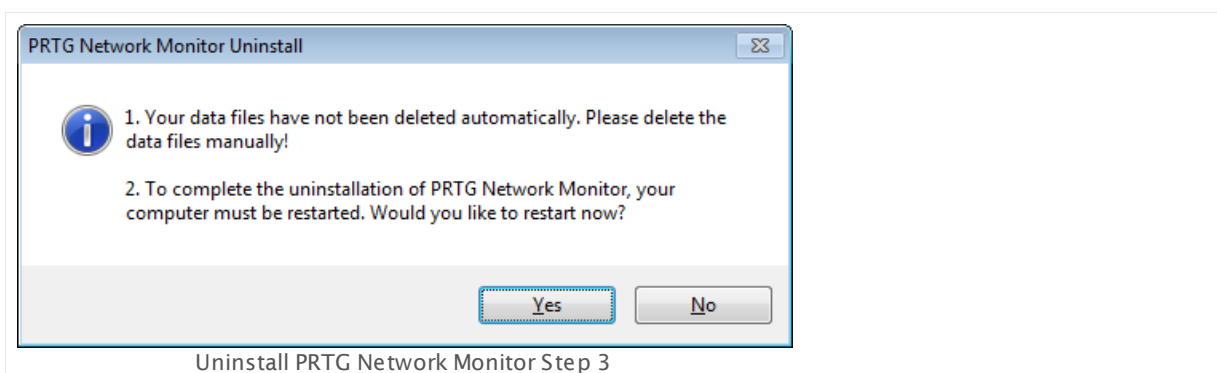 PRTG Network Monitor Uninstall
1. Your data files have not been deleted automatically. Please delete the
data files manually!
2. To complete the uninstallation of PRTG Network Monitor, your
computer must be restarted. Would you like to restart now?
Yes
No
Uninstall PRTG Network Monitor Step 3